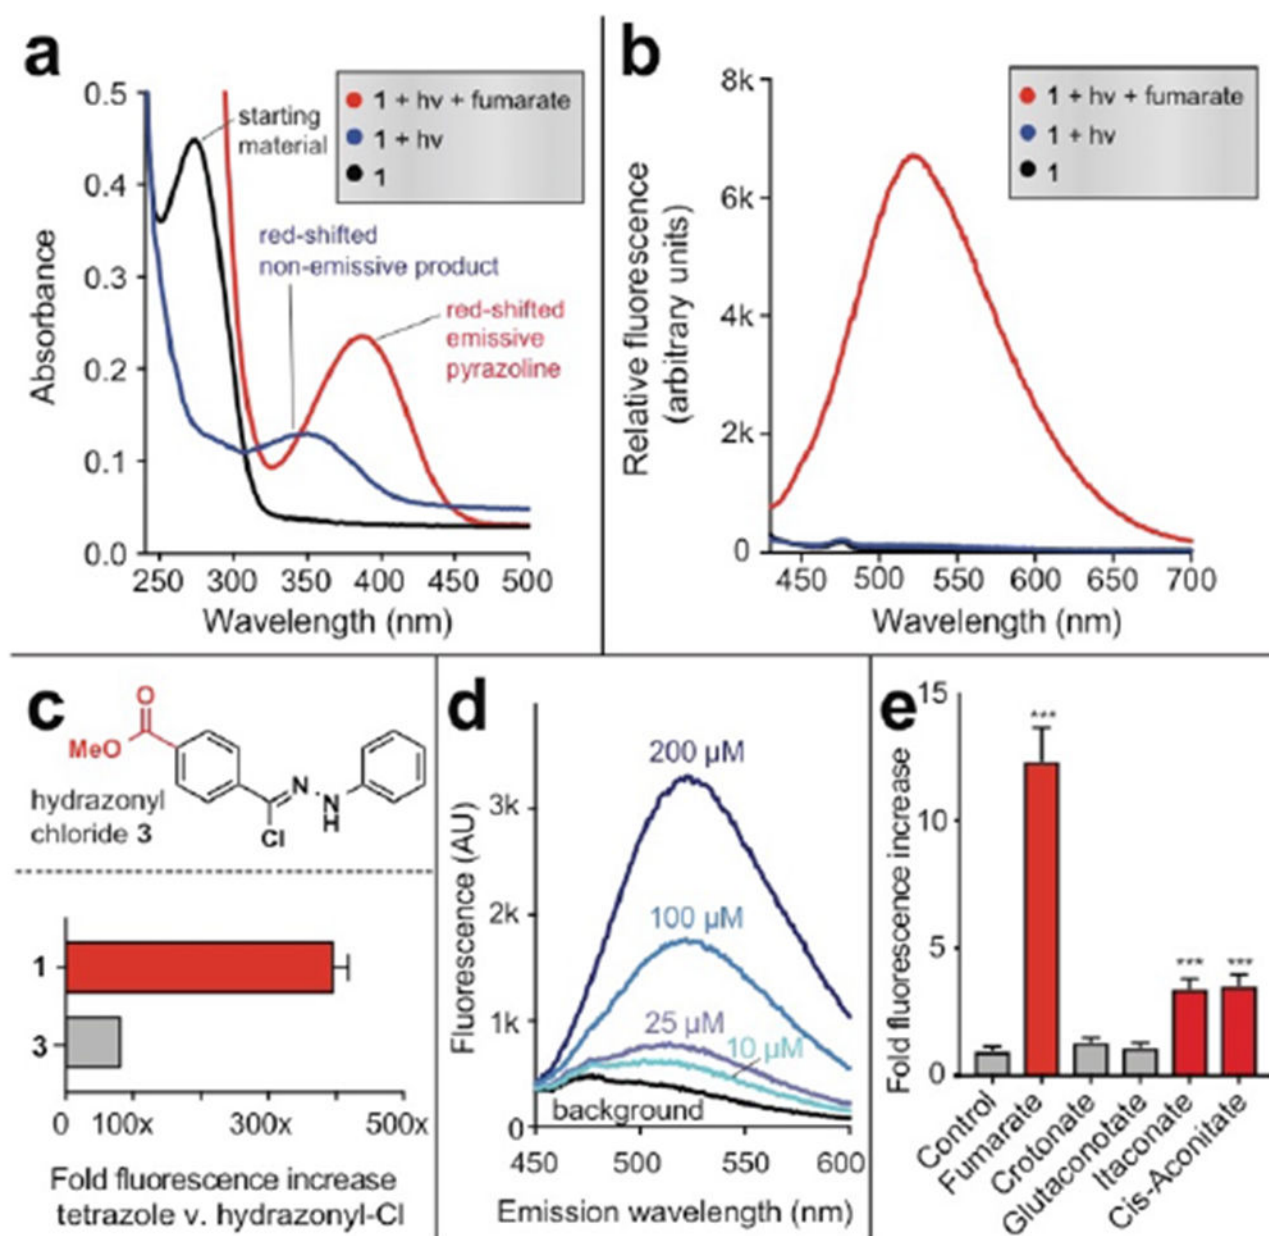 a
0.5
0.4
0.3
0.2
0.1
0.0
Absorbance
250 300 350 400 450 500
Wavelength (nm)
starting
material
1 + hν + fumarate
1 + hν
1
red-shifted
non-emissive product
red-shifted
emissive
pyrazoline
b
8k
6k
4k
2k
0
Relative fluorescence
(arbitrary units)
450 500 550 600 650 700
Wavelength (nm)
1 + hν + fumarate
1 + hν
1
c
O
MeO
N
N
H
Cl
hydrazonyl
chloride 3
1
3
0 100x 300x 500x
Fold fluorescence increase
tetrazole v. hydrazonyl-Cl
d
Fluorescence (AU)
3k
2k
1k
0
200 µM
100 µM
25 µM
10 µM
background
450 500 550 600
Emission wavelength (nm)
e
Fold fluorescence increase
15
10
5
0
***
***
***
Control
Fumarate
Crotonate
Glutaconotate
Itaconate
Cis-Aconitate